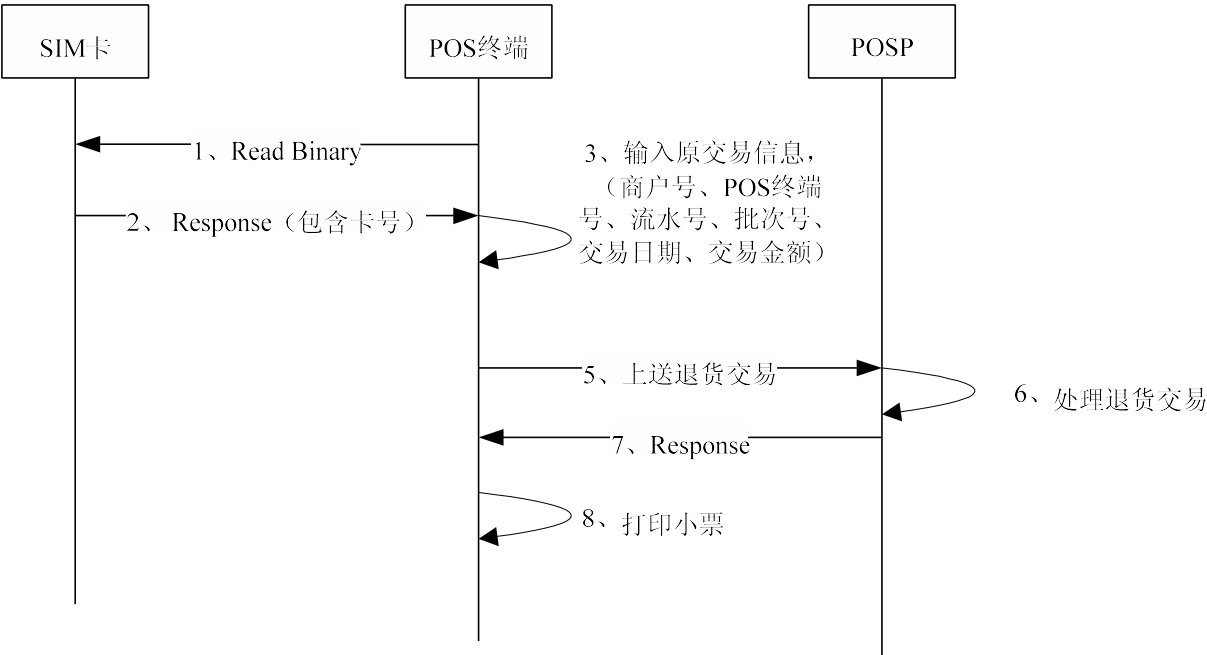 SIM卡
POS终端
POSP
1、Read Binary
2、 Response（包含卡号）
3、输入原交易信息，
（商户号、POS终端
号、流水号、批次号、
交易日期、交易金额）
5、上送退货交易
6、处理退货交易
7、Response
8、打印小票